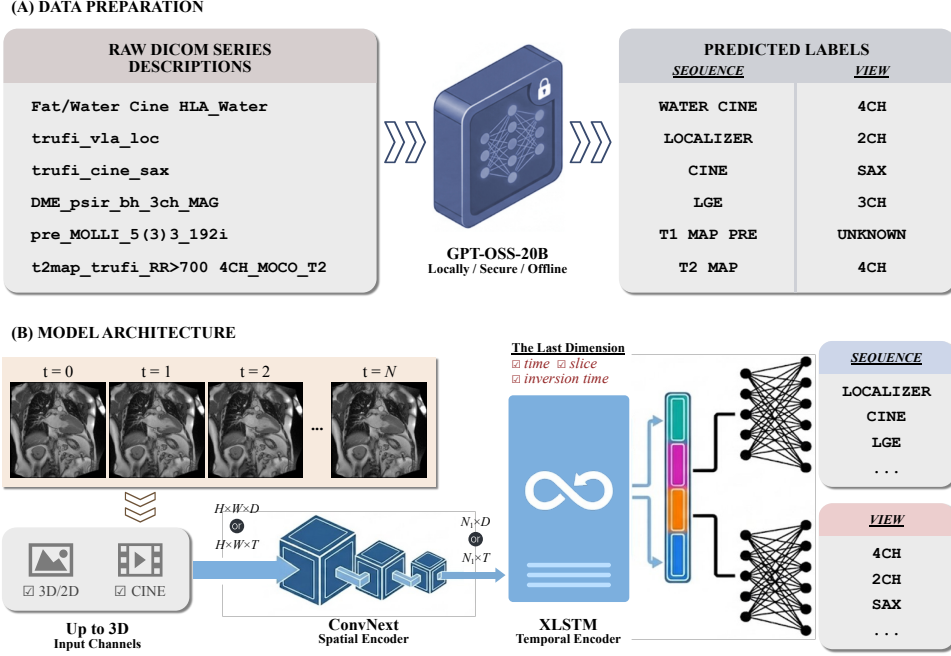 (A) DATA PREPARATION
RAW DICOM SERIES
DESCRIPTIONS
Fat/Water Cine HLA_Water
trufi_vla_loc
trufi_cine_sax
DME_psir_bh_3ch_MAG
pre_MOLLI_5(3)3_192i
t2map_trufi_RR>700 4CH_MOCO_T2
GPT-OSS-20B
Locally / Secure / Offline
PREDICTED LABELS
SEQUENCE VIEW
WATER CINE 4CH
LOCALIZER 2CH
CINE SAX
LGE 3CH
T1 MAP PRE UNKNOWN
T2 MAP 4CH
(B) MODEL ARCHITECTURE
t = 0 t = 1 t = 2 t = N
...
☑ 3D/2D ☑ CINE
Up to 3D
Input Channels
H×W×D
or
H×W×T
ConvNext
Spatial Encoder
N₁×D
or
N₁×T
The Last Dimension
☑ time ☑ slice
☑ inversion time
XLSTM
Temporal Encoder
SEQUENCE
LOCALIZER
CINE
LGE
...
VIEW
4CH
2CH
SAX
...